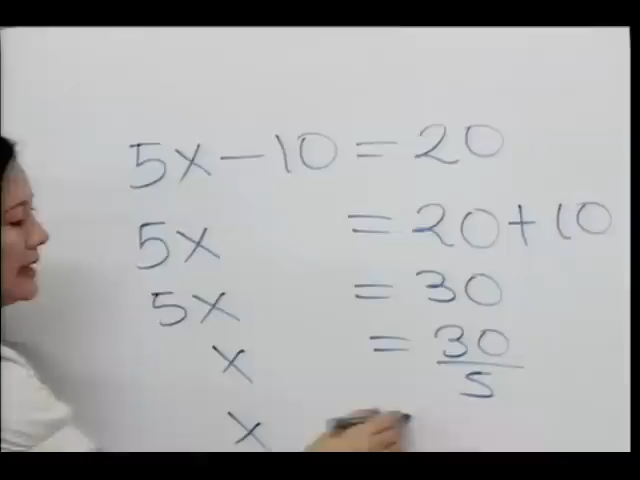 5x - 10 = 20
5x = 20 + 10
5x = 30
x = 30/5
x